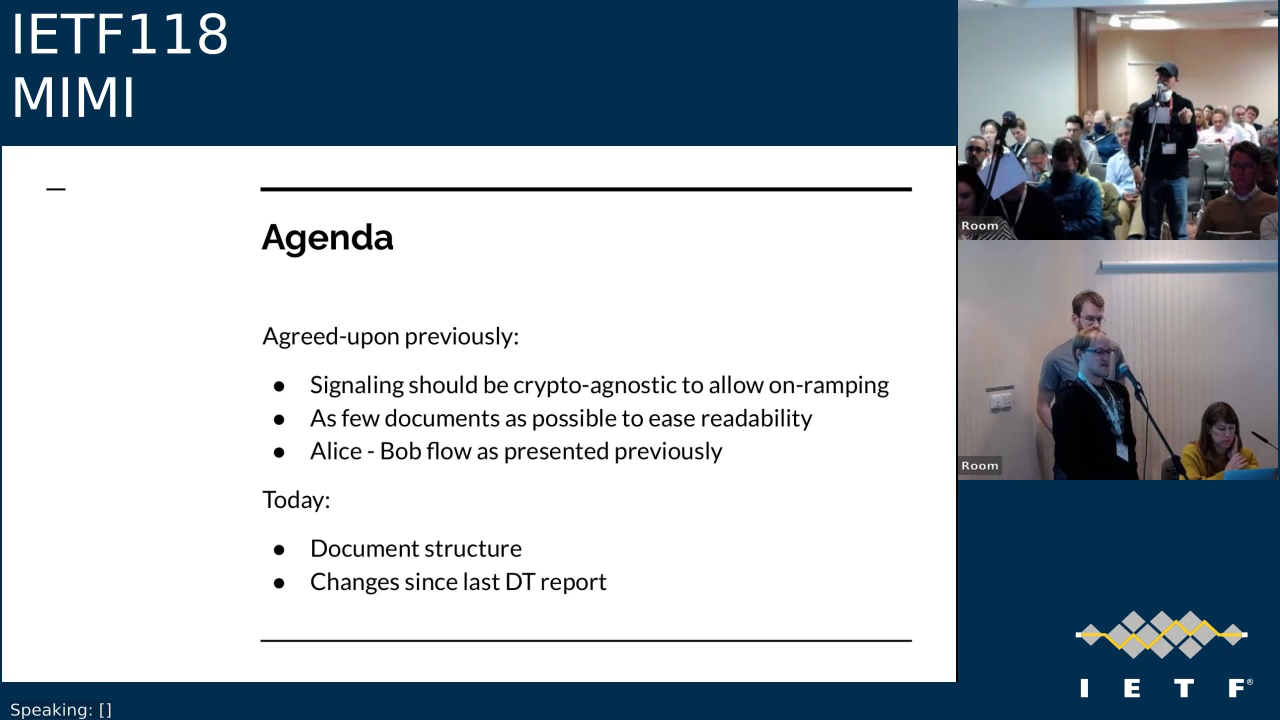 IETF118
MIMI
Agenda
Agreed-upon previously:
● Signaling should be crypto-agnostic to allow on-ramping
● As few documents as possible to ease readability
● Alice - Bob flow as presented previously
Today:
● Document structure
● Changes since last DT report
Room
Room
I E T F®
Speaking: []